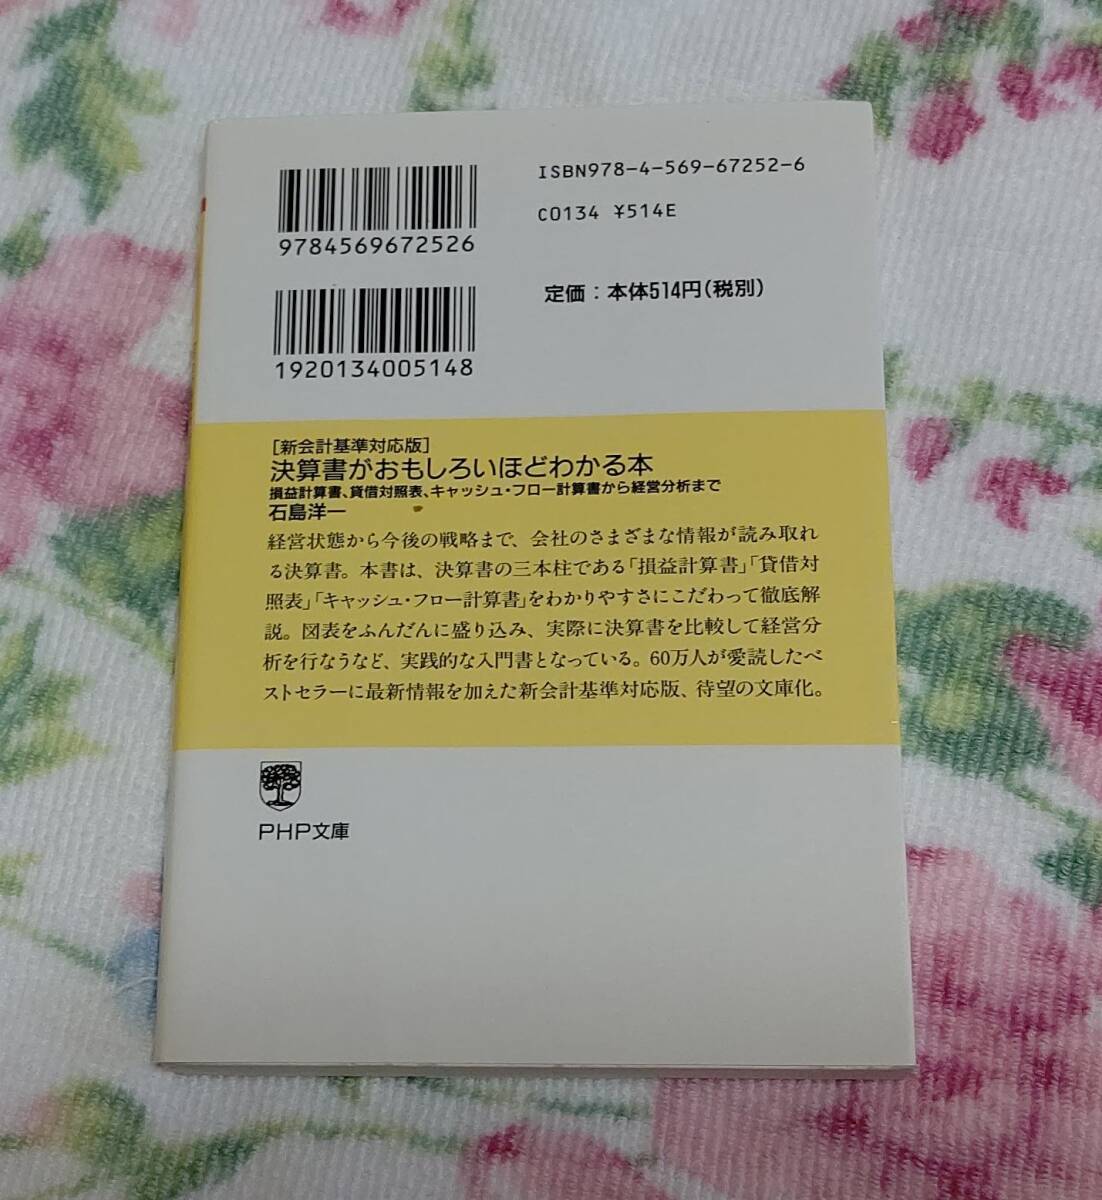 ISBN978-4-569-67252-6
C0134 ¥514E
9784569672526
定価：本体514円（税別）
1920134005148
［新会計基準対応版］
決算書がおもしろいほどわかる本
損益計算書、貸借対照表、キャッシュ・フロー計算書から経営分析まで
石島洋一
経営状態から今後の戦略まで、会社のさまざまな情報が読み取れ
る決算書。本書は、決算書の三本柱である「損益計算書」「貸借対
照表」「キャッシュ・フロー計算書」をわかりやすさにこだわって徹底解
説。図表をふんだんに盛り込み、実際に決算書を比較して経営分
析を行なうなど、実践的な入門書となっている。60万人が愛読したベ
ストセラーに最新情報を加えた新会計基準対応版、待望の文庫化。
PHP文庫